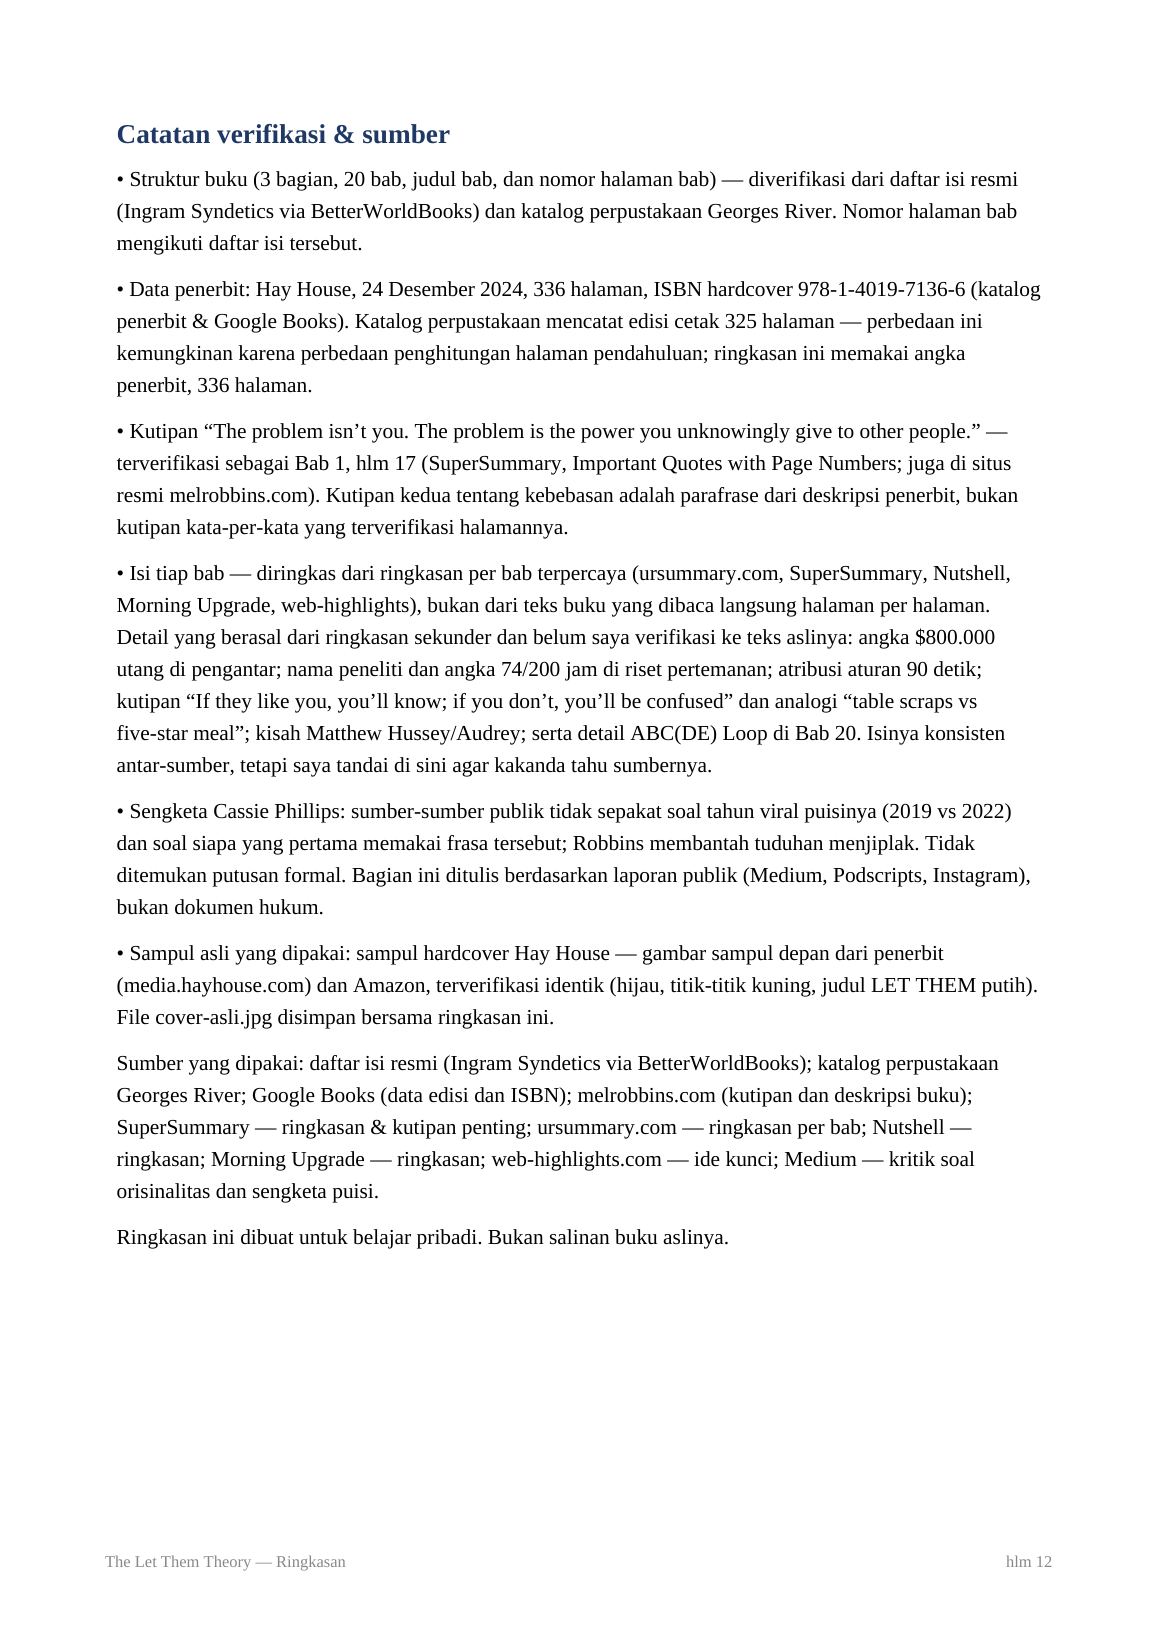 Catatan verifikasi & sumber
• Struktur buku (3 bagian, 20 bab, judul bab, dan nomor halaman bab) — diverifikasi dari daftar isi resmi
(Ingram Syndetics via BetterWorldBooks) dan katalog perpustakaan Georges River. Nomor halaman bab
mengikuti daftar isi tersebut.
• Data penerbit: Hay House, 24 Desember 2024, 336 halaman, ISBN hardcover 978-1-4019-7136-6 (katalog
penerbit & Google Books). Katalog perpustakaan mencatat edisi cetak 325 halaman — perbedaan ini
kemungkinan karena perbedaan penghitungan halaman pendahuluan; ringkasan ini memakai angka
penerbit, 336 halaman.
• Kutipan “The problem isn’t you. The problem is the power you unknowingly give to other people.” —
terverifikasi sebagai Bab 1, hlm 17 (SuperSummary, Important Quotes with Page Numbers; juga di situs
resmi melrobbins.com). Kutipan kedua tentang kebebasan adalah parafrase dari deskripsi penerbit, bukan
kutipan kata-per-kata yang terverifikasi halamannya.
• Isi tiap bab — diringkas dari ringkasan per bab terpercaya (ursummary.com, SuperSummary, Nutshell,
Morning Upgrade, web-highlights), bukan dari teks buku yang dibaca langsung halaman per halaman.
Detail yang berasal dari ringkasan sekunder dan belum saya verifikasi ke teks aslinya: angka $800.000
utang di pengantar; nama peneliti dan angka 74/200 jam di riset pertemanan; atribusi aturan 90 detik;
kutipan “If they like you, you’ll know; if you don’t, you’ll be confused” dan analogi “table scraps vs
five-star meal”; kisah Matthew Hussey/Audrey; serta detail ABC(DE) Loop di Bab 20. Isinya konsisten
antar-sumber, tetapi saya tandai di sini agar kakanda tahu sumbernya.
• Sengketa Cassie Phillips: sumber-sumber publik tidak sepakat soal tahun viral puisinya (2019 vs 2022)
dan soal siapa yang pertama memakai frasa tersebut; Robbins membantah tuduhan menjiplak. Tidak
ditemukan putusan formal. Bagian ini ditulis berdasarkan laporan publik (Medium, Podscripts, Instagram),
bukan dokumen hukum.
• Sampul asli yang dipakai: sampul hardcover Hay House — gambar sampul depan dari penerbit
(media.hayhouse.com) dan Amazon, terverifikasi identik (hijau, titik-titik kuning, judul LET THEM putih).
File cover-asli.jpg disimpan bersama ringkasan ini.
Sumber yang dipakai: daftar isi resmi (Ingram Syndetics via BetterWorldBooks); katalog perpustakaan
Georges River; Google Books (data edisi dan ISBN); melrobbins.com (kutipan dan deskripsi buku);
SuperSummary — ringkasan & kutipan penting; ursummary.com — ringkasan per bab; Nutshell —
ringkasan; Morning Upgrade — ringkasan; web-highlights.com — ide kunci; Medium — kritik soal
orisinalitas dan sengketa puisi.
Ringkasan ini dibuat untuk belajar pribadi. Bukan salinan buku aslinya.
The Let Them Theory — Ringkasan
hlm 12